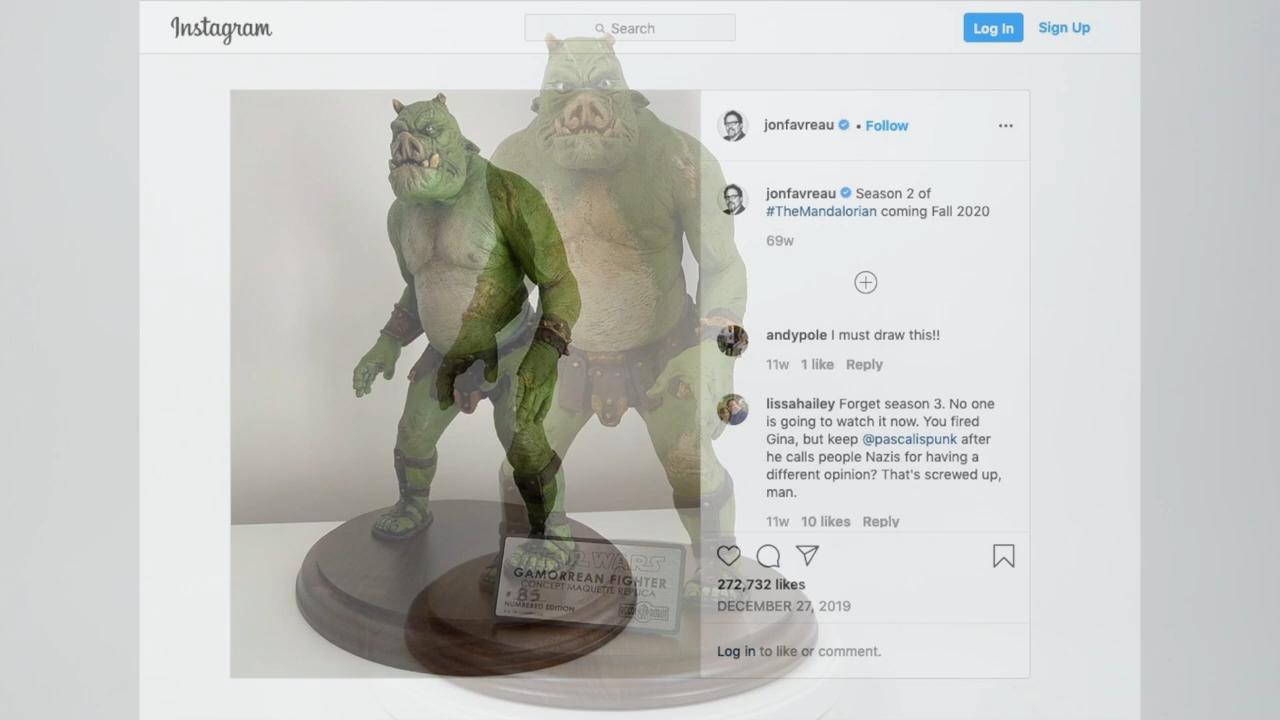 Instagram
Search
Log In
Sign Up
jonfavreau • Follow
jonfavreau Season 2 of
#TheMandalorian coming Fall 2020
69w
andypole I must draw this!!
11w 1 like Reply
lissahailey Forget season 3. No one
is going to watch it now. You fired
Gina, but keep @pascalispunk after
he calls people Nazis for having a
different opinion? That's screwed up,
man.
11w 10 likes Reply
272,732 likes
DECEMBER 27, 2019
Log in to like or comment.
STAR WARS
GAMORREAN FIGHTER
CONCEPT MAQUETTE REPLICA
# 85
NUMBERED EDITION